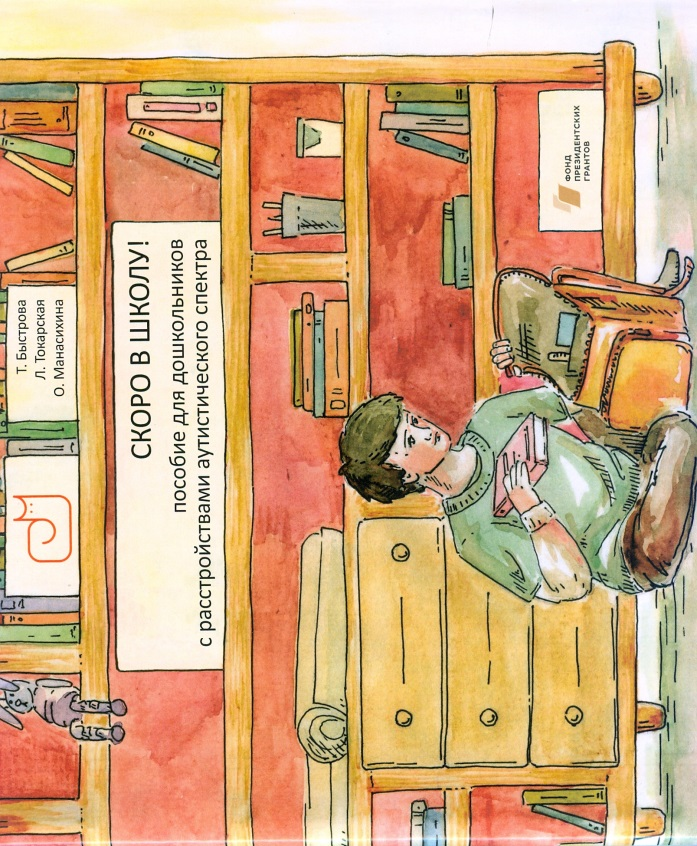 Т. Быстрова
Л. Токарская
О. Манасихина
СКОРО В ШКОЛУ!
пособие для дошкольников
с расстройствами аутистического спектра
ФОНД
ПРЕЗИДЕНТСКИХ
ГРАНТОВ